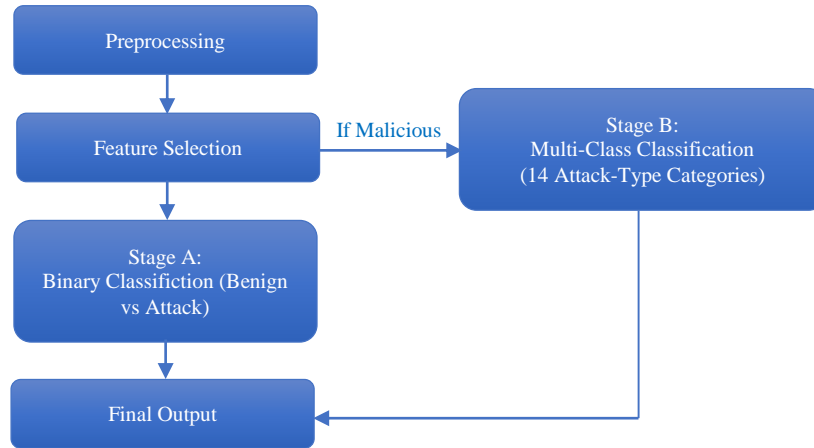 Preprocessing
If Malicious
Feature Selection
Stage B:
Multi-Class Classification
(14 Attack-Type Categories)
Stage A:
Binary Classifiction (Benign
vs Attack)
Final Output